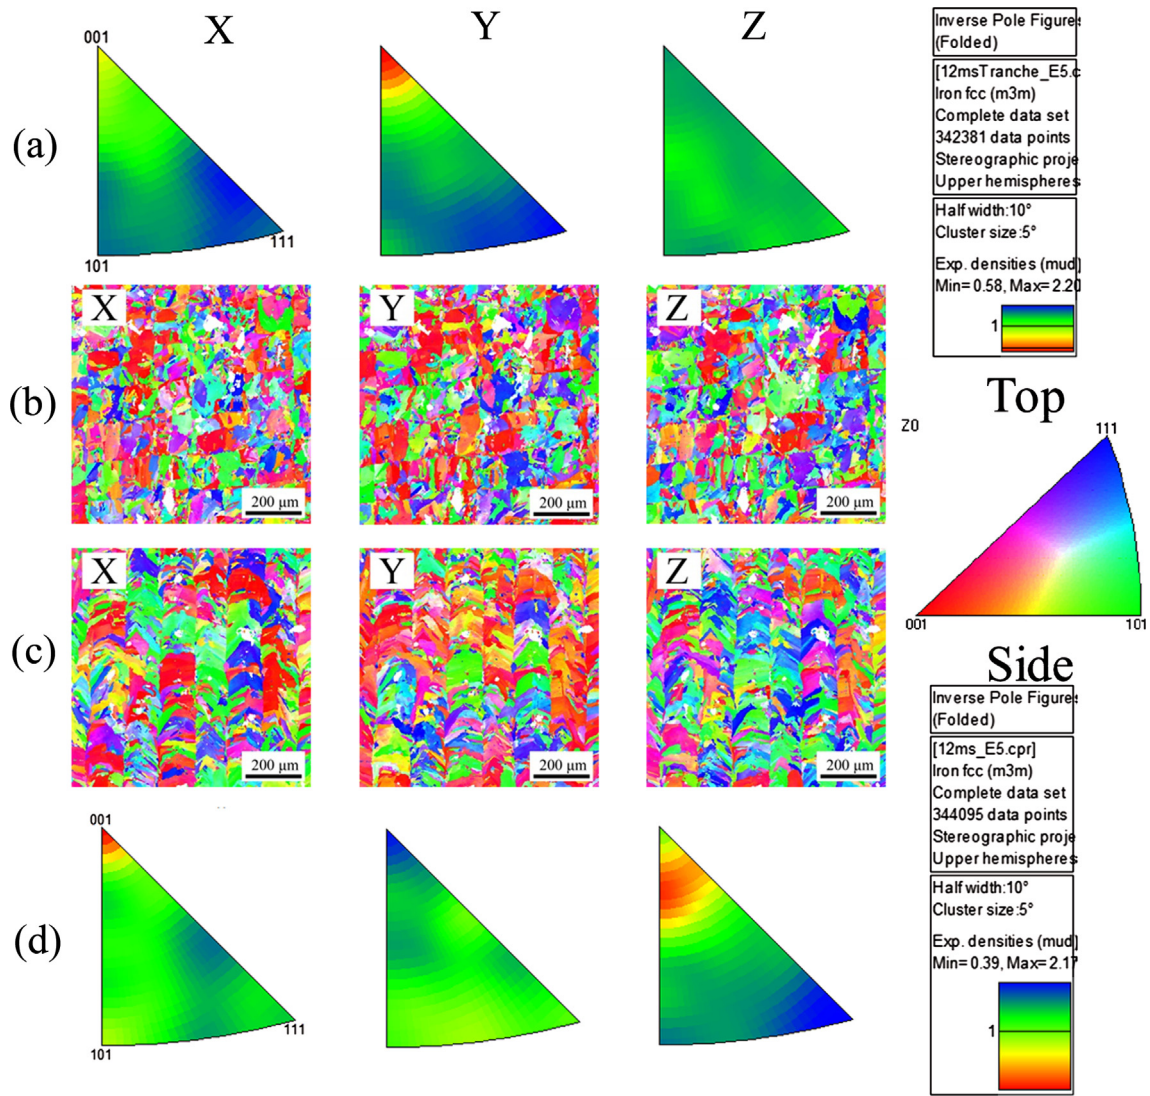 X Y Z
001
(a)
111
101
Inverse Pole Figure
(Folded)
[12msTranche_E5.c
Iron fcc (m3m)
Complete data set
342381 data points
Stereographic proje
Upper hemispheres
Half width:10°
Cluster size:5°
Exp. densities (mud)
Min= 0.58, Max= 2.20
1
(b)
X Y Z
200 µm 200 µm 200 µm
Top
Z0
111
001 101
(c)
X Y Z
200 µm 200 µm 200 µm
Side
Inverse Pole Figure
(Folded)
[12ms_E5.cpr]
Iron fcc (m3m)
Complete data set
344095 data points
Stereographic proje
Upper hemispheres
Half width:10°
Cluster size:5°
Exp. densities (mud)
Min= 0.39, Max= 2.17
1
(d)
001
111
101